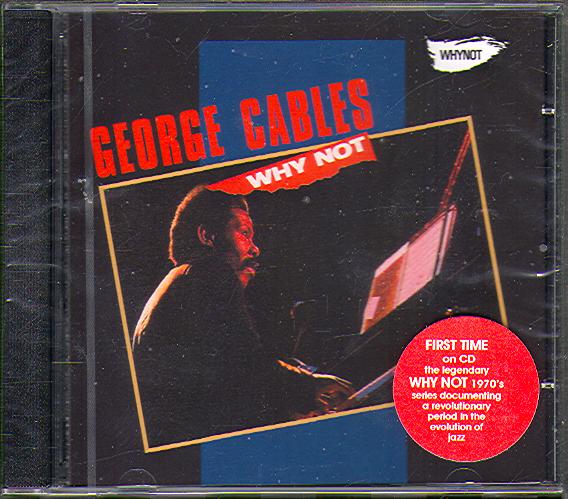 WHYNOT
GEORGE CABLES
WHY NOT
FIRST TIME
on CD
the legendary
WHY NOT 1970's
series documenting
a revolutionary
period in the
evolution of
jazz